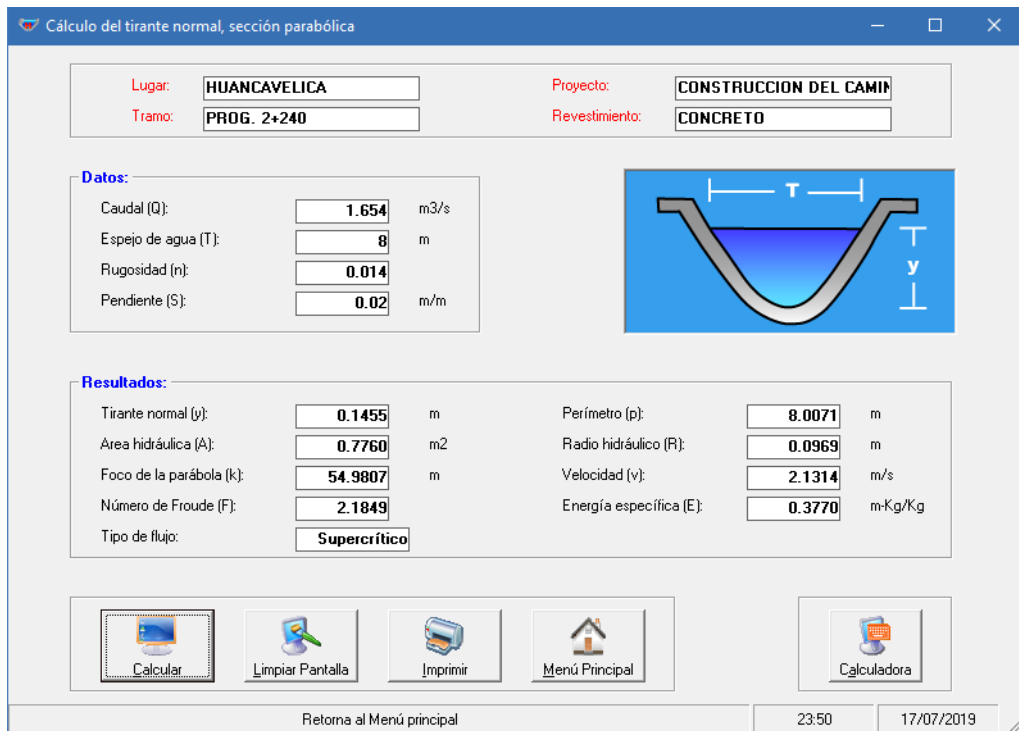 Cálculo del tirante normal, sección parabólica
Lugar: HUANCAVELICA Proyecto: CONSTRUCCION DEL CAMIN
Tramo: PROG. 2+240 Revestimiento: CONCRETO
Datos:
Caudal (Q): 1.654 m3/s
Espejo de agua (T): 8 m
Rugosidad (n): 0.014
Pendiente (S): 0.02 m/m
T
y
Resultados:
Tirante normal (y): 0.1455 m Perímetro (p): 8.0071 m
Area hidráulica (A): 0.7760 m2 Radio hidráulico (R): 0.0969 m
Foco de la parábola (k): 54.9807 m Velocidad (v): 2.1314 m/s
Número de Froude (F): 2.1849 Energía específica (E): 0.3770 m-Kg/Kg
Tipo de flujo: Supercrítico
Calcular Limpiar Pantalla Imprimir Menú Principal Calculadora
Retorna al Menú principal 23:50 17/07/2019